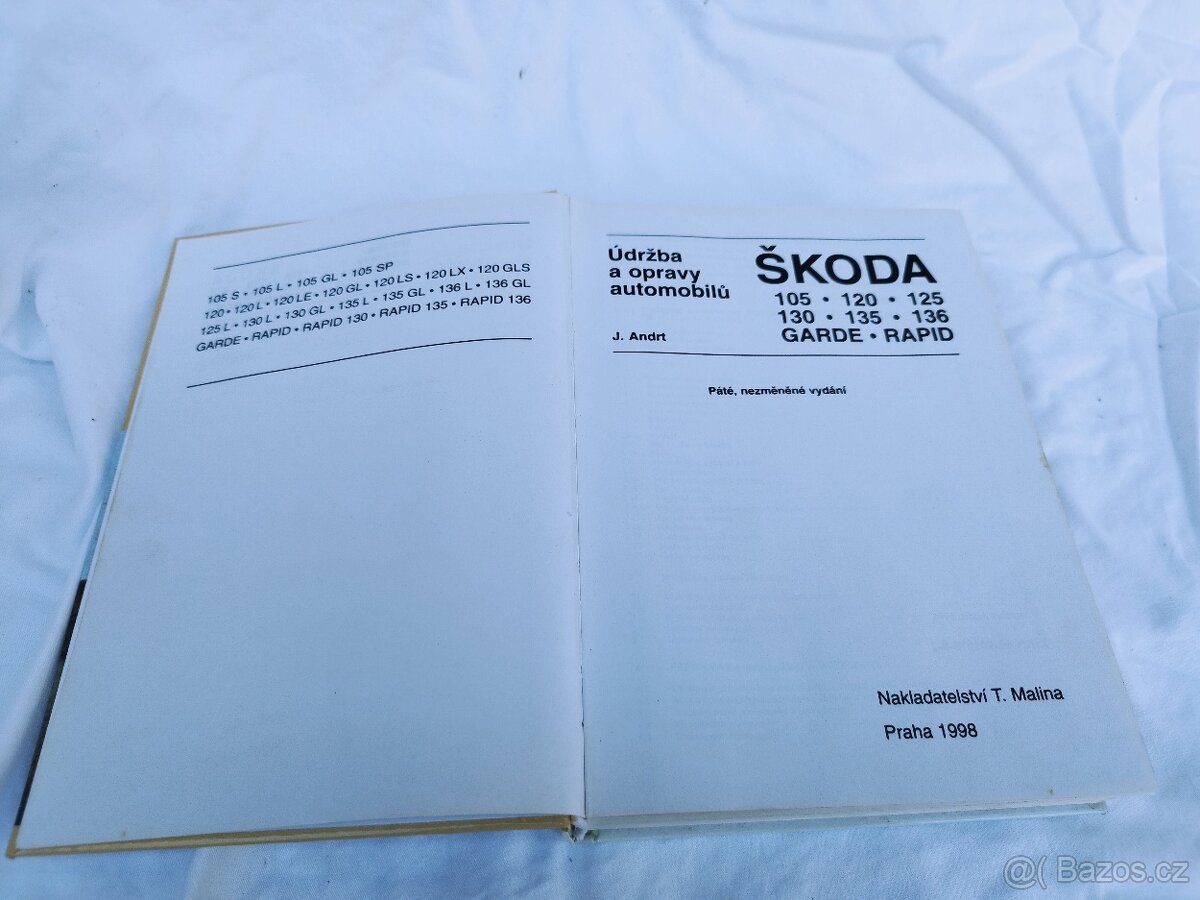 105 S • 105 L • 105 GL • 105 SP
120 • 120 L • 120 LE • 120 GL • 120 LS • 120 LX • 120 GLS
125 L • 130 L • 130 GL • 135 L • 135 GL • 136 L • 136 GL
GARDE • RAPID • RAPID 130 • RAPID 135 • RAPID 136
Údržba
a opravy
automobilů
J. Andrt
ŠKODA
105 • 120 • 125
130 • 135 • 136
GARDE • RAPID
Páté, nezměněné vydání
Nakladatelství T. Malina
Praha 1998
@( Bazos.cz